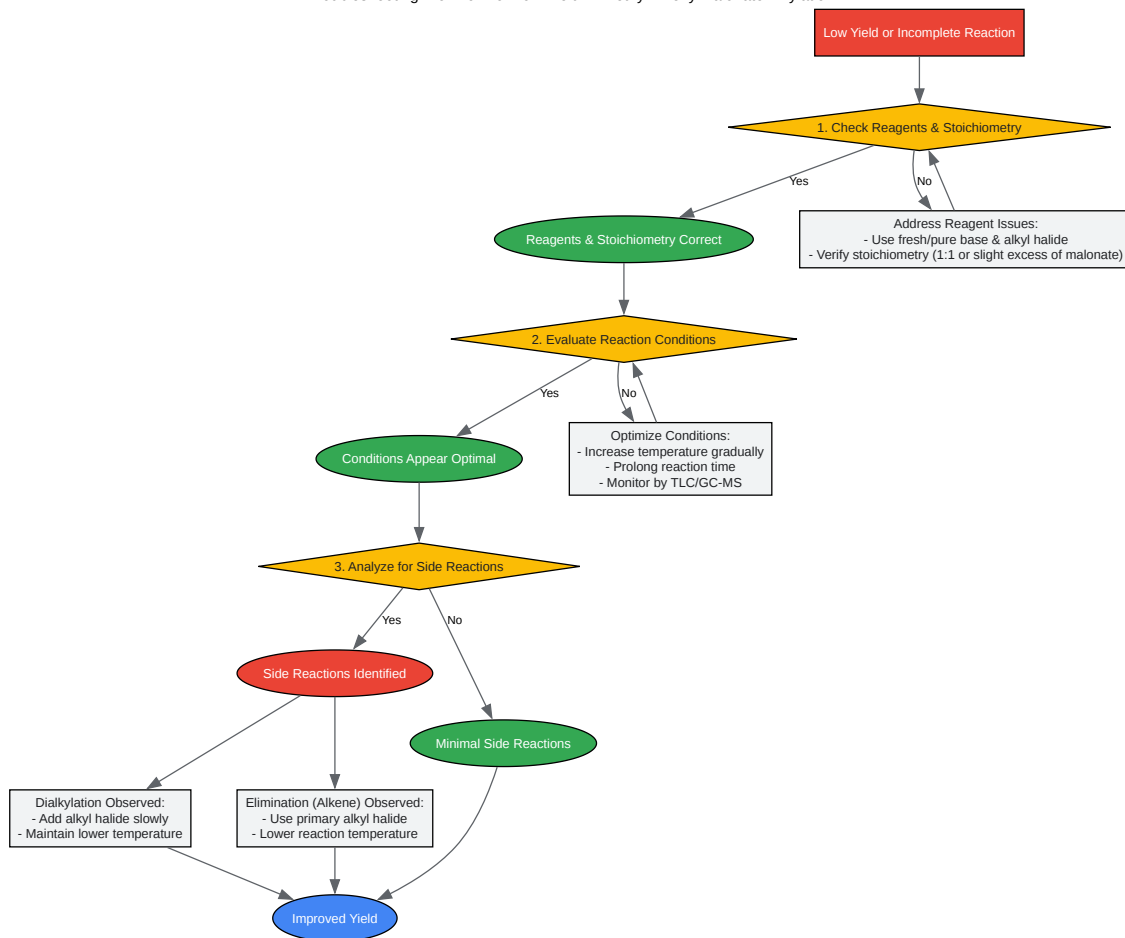 Low Yield or Incomplete Reaction
1. Check Reagents & Stoichiometry
Yes
No
Reagents & Stoichiometry Correct
Address Reagent Issues:
- Use fresh/pure base & alkyl halide
- Verify stoichiometry (1:1 or slight excess of malonate)
2. Evaluate Reaction Conditions
Yes
No
Conditions Appear Optimal
Optimize Conditions:
- Increase temperature gradually
- Prolong reaction time
- Monitor by TLC/GC-MS
3. Analyze for Side Reactions
Yes
No
Side Reactions Identified
Minimal Side Reactions
Dialkylation Observed:
- Add alkyl halide slowly
- Maintain lower temperature
Elimination (Alkene) Observed:
- Use primary alkyl halide
- Lower reaction temperature
Improved Yield